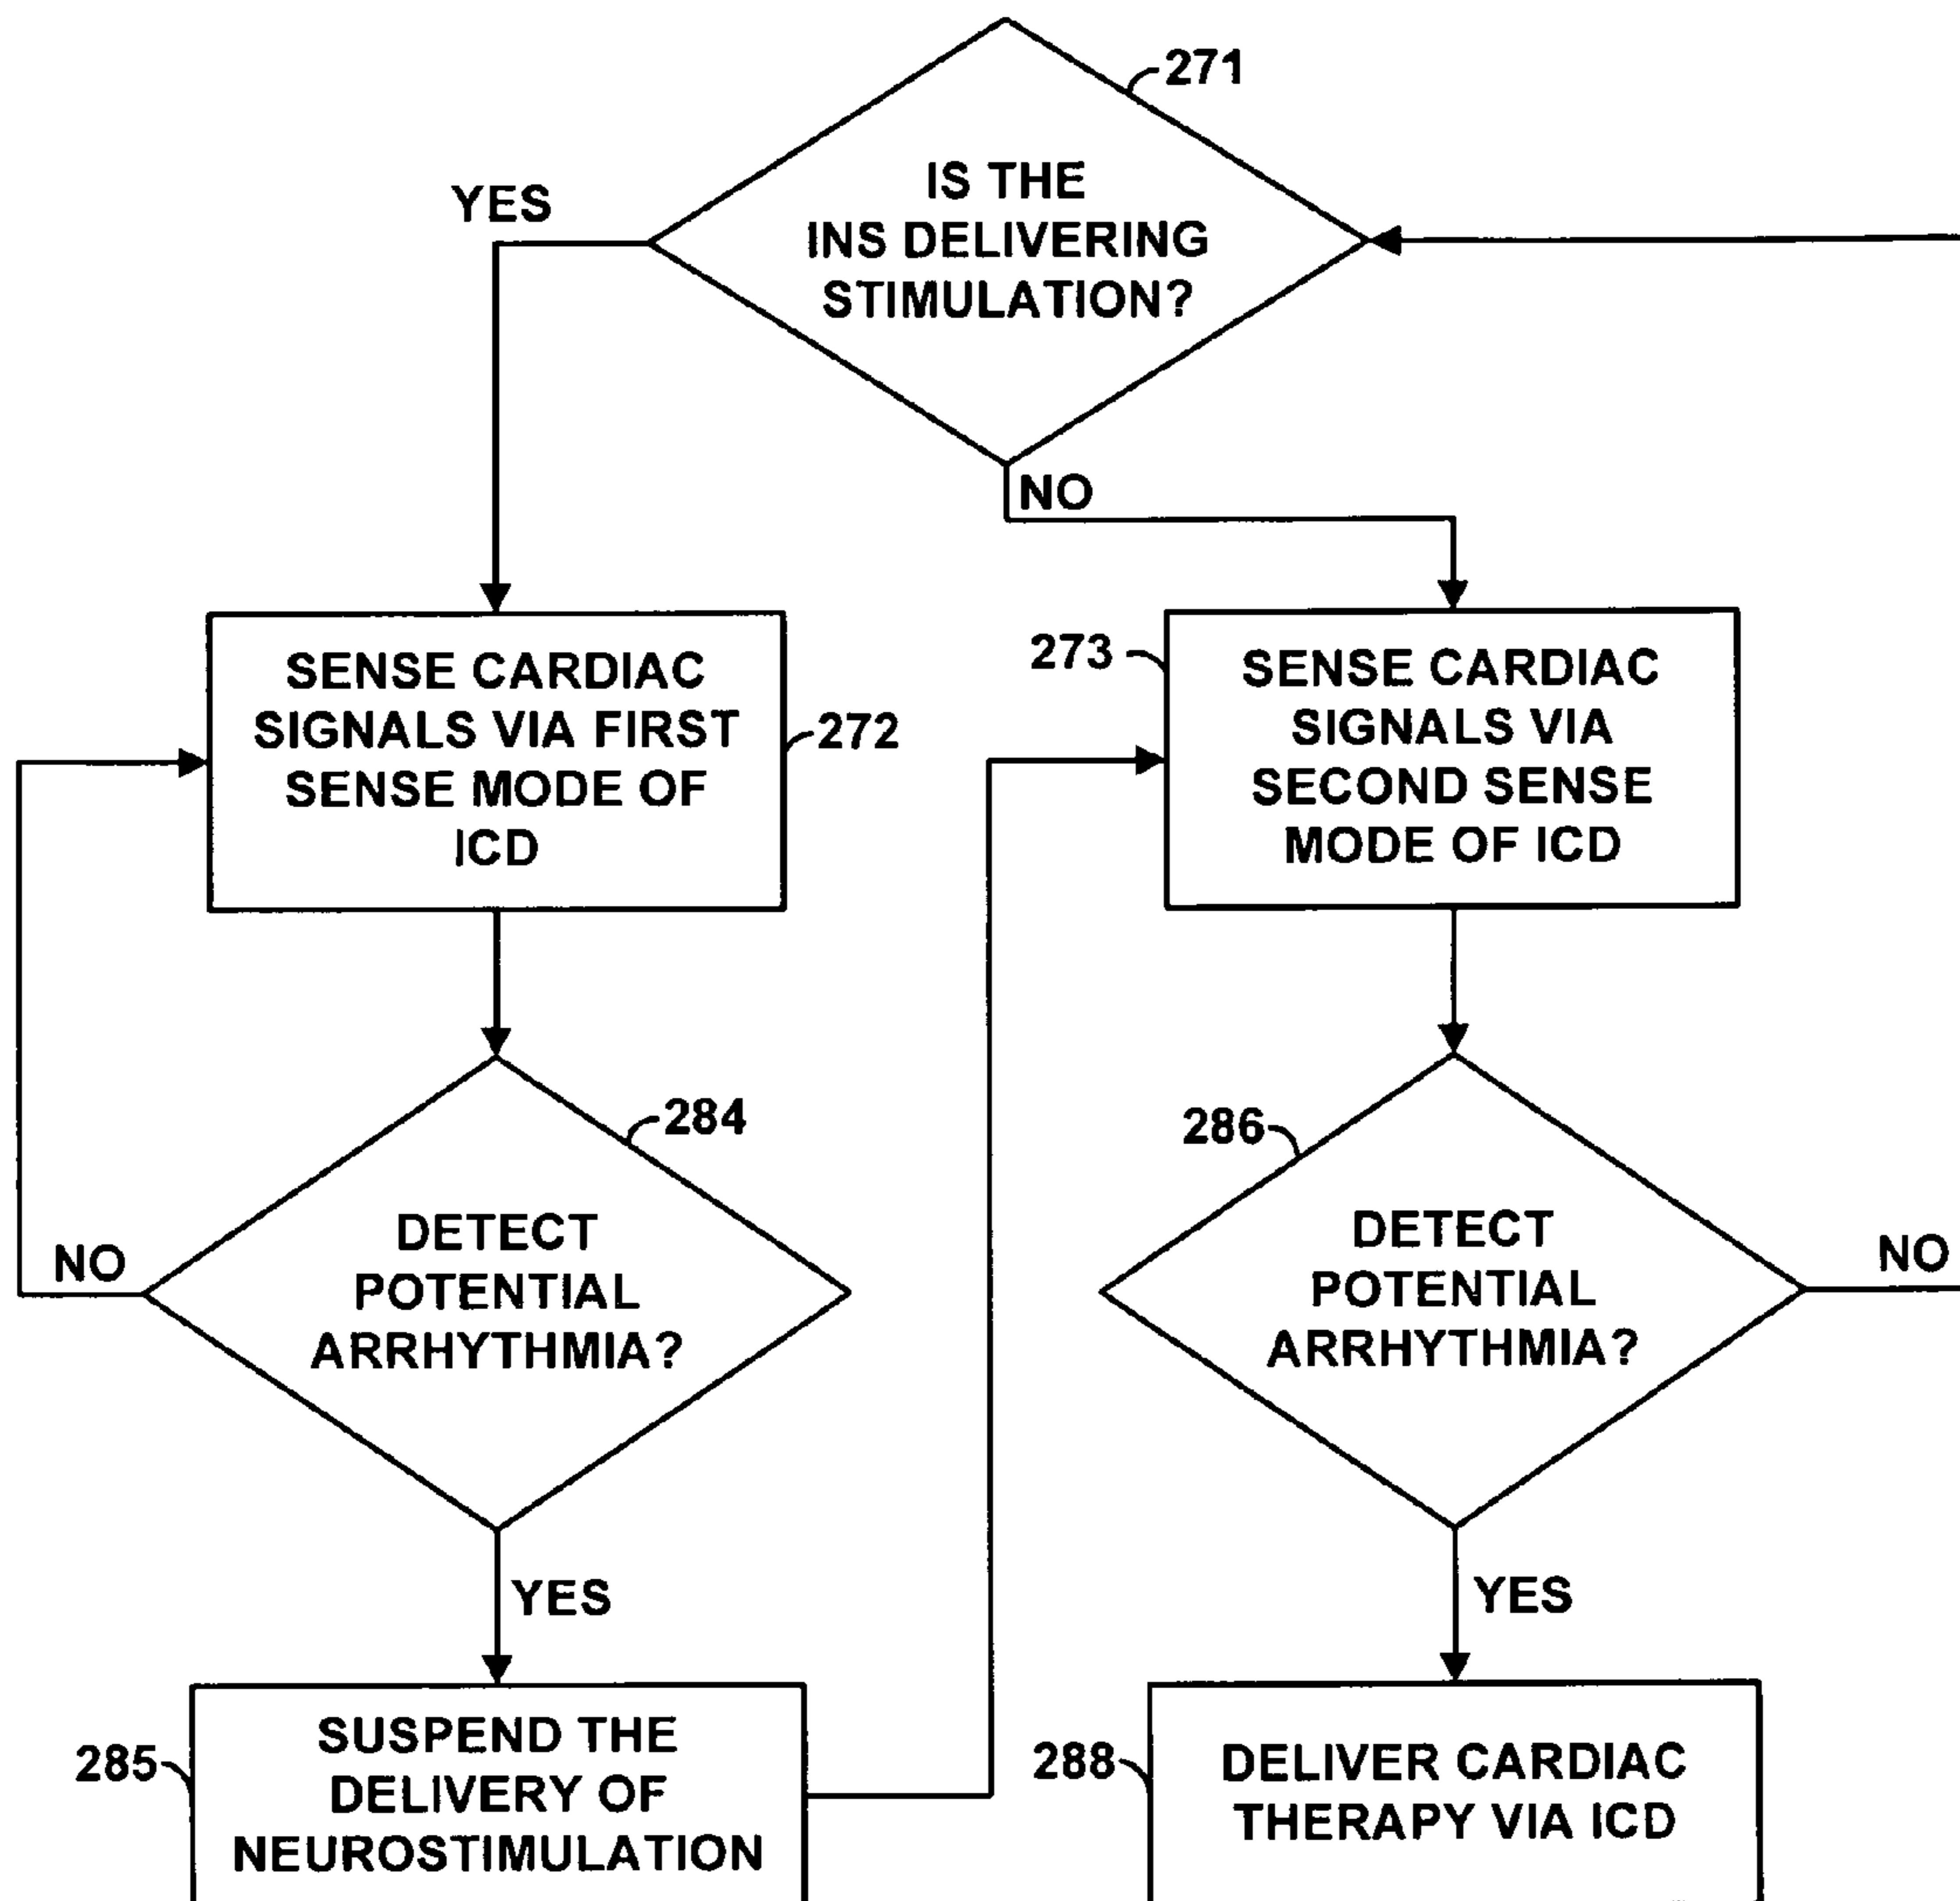 271
IS THE
INS DELIVERING
STIMULATION?
YES
NO
SENSE CARDIAC
SIGNALS VIA FIRST
SENSE MODE OF
ICD
272
273
SENSE CARDIAC
SIGNALS VIA
SECOND SENSE
MODE OF ICD
284
DETECT
POTENTIAL
ARRHYTHMIA?
NO
YES
286
DETECT
POTENTIAL
ARRHYTHMIA?
NO
YES
285
SUSPEND THE
DELIVERY OF
NEUROSTIMULATION
288
DELIVER CARDIAC
THERAPY VIA ICD